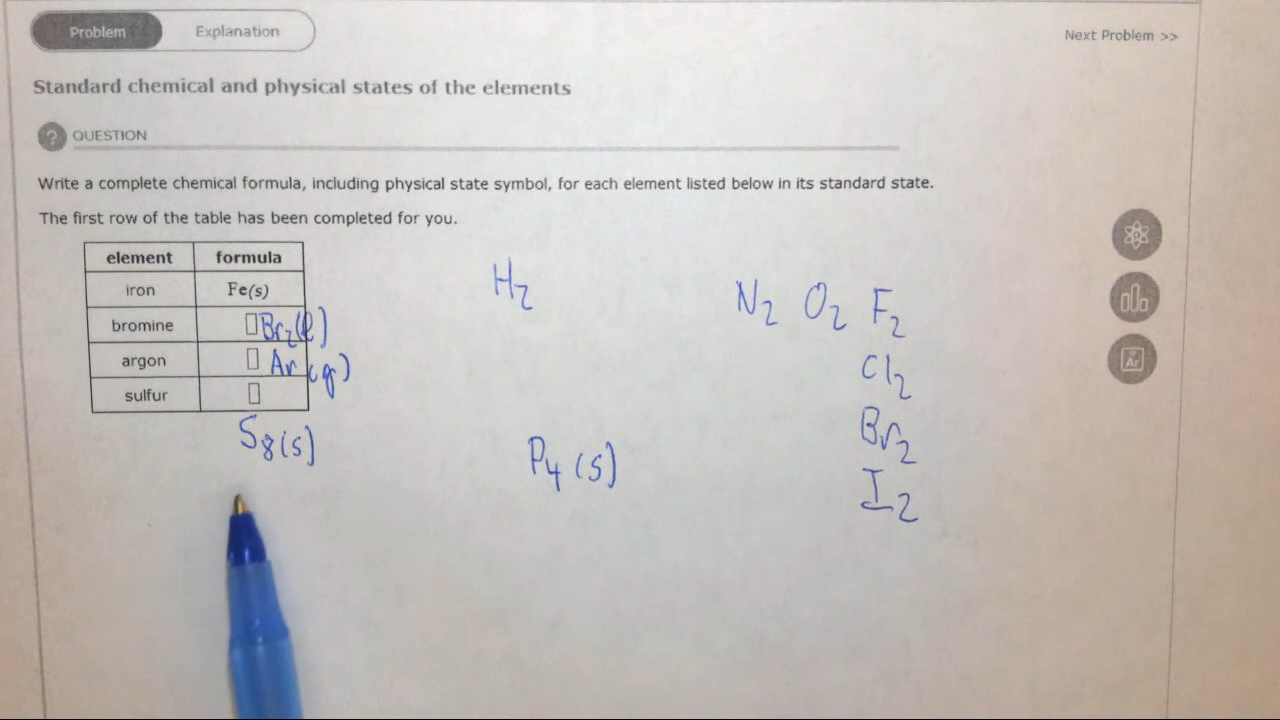 Problem Explanation Next Problem >>
Standard chemical and physical states of the elements
? QUESTION
Write a complete chemical formula, including physical state symbol, for each element listed below in its standard state.
The first row of the table has been completed for you.
element formula
iron Fe(s)
bromine Br₂(l)
argon Ar(g)
sulfur
S₈(s)
H₂
P₄(s)
N₂ O₂ F₂
Cl₂
Br₂
I₂
Ar